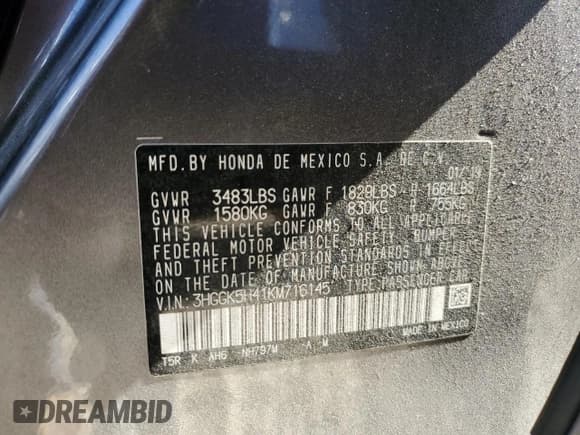 MFD. BY HONDA DE MEXICO S.A. DE C.V.
01/19
GVWR 3483LBS GAWR F 1829LBS R 1664LBS
GVWR 1580KG GAWR F 830KG R 755KG
THIS VEHICLE CONFORMS TO ALL APPLICABLE
FEDERAL MOTOR VEHICLE SAFETY, BUMPER,
AND THEFT PREVENTION STANDARDS IN EFFECT
ON THE DATE OF MANUFACTURE SHOWN ABOVE
V.I.N: 3HGGK5H41KM716145 TYPE:PASSENGER CAR
T5R K AH6 NH797M A M MADE IN MEXICO
DREAMBID